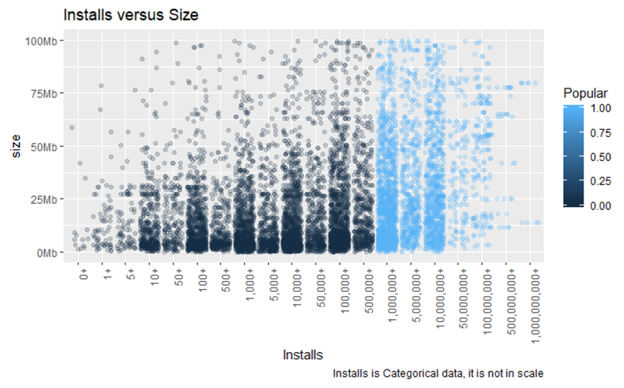 Installs versus Size
100Mb
75Mb
50Mb
25Mb
0Mb
size
0+
1+
5+
10+
50+
100+
500+
1,000+
5,000+
10,000+
50,000+
100,000+
500,000+
1,000,000+
5,000,000+
10,000,000+
50,000,000+
100,000,000+
500,000,000+
1,000,000,000+
Installs
Installs is Categorical data, it is not in scale
Popular
1.00
0.75
0.50
0.25
0.00